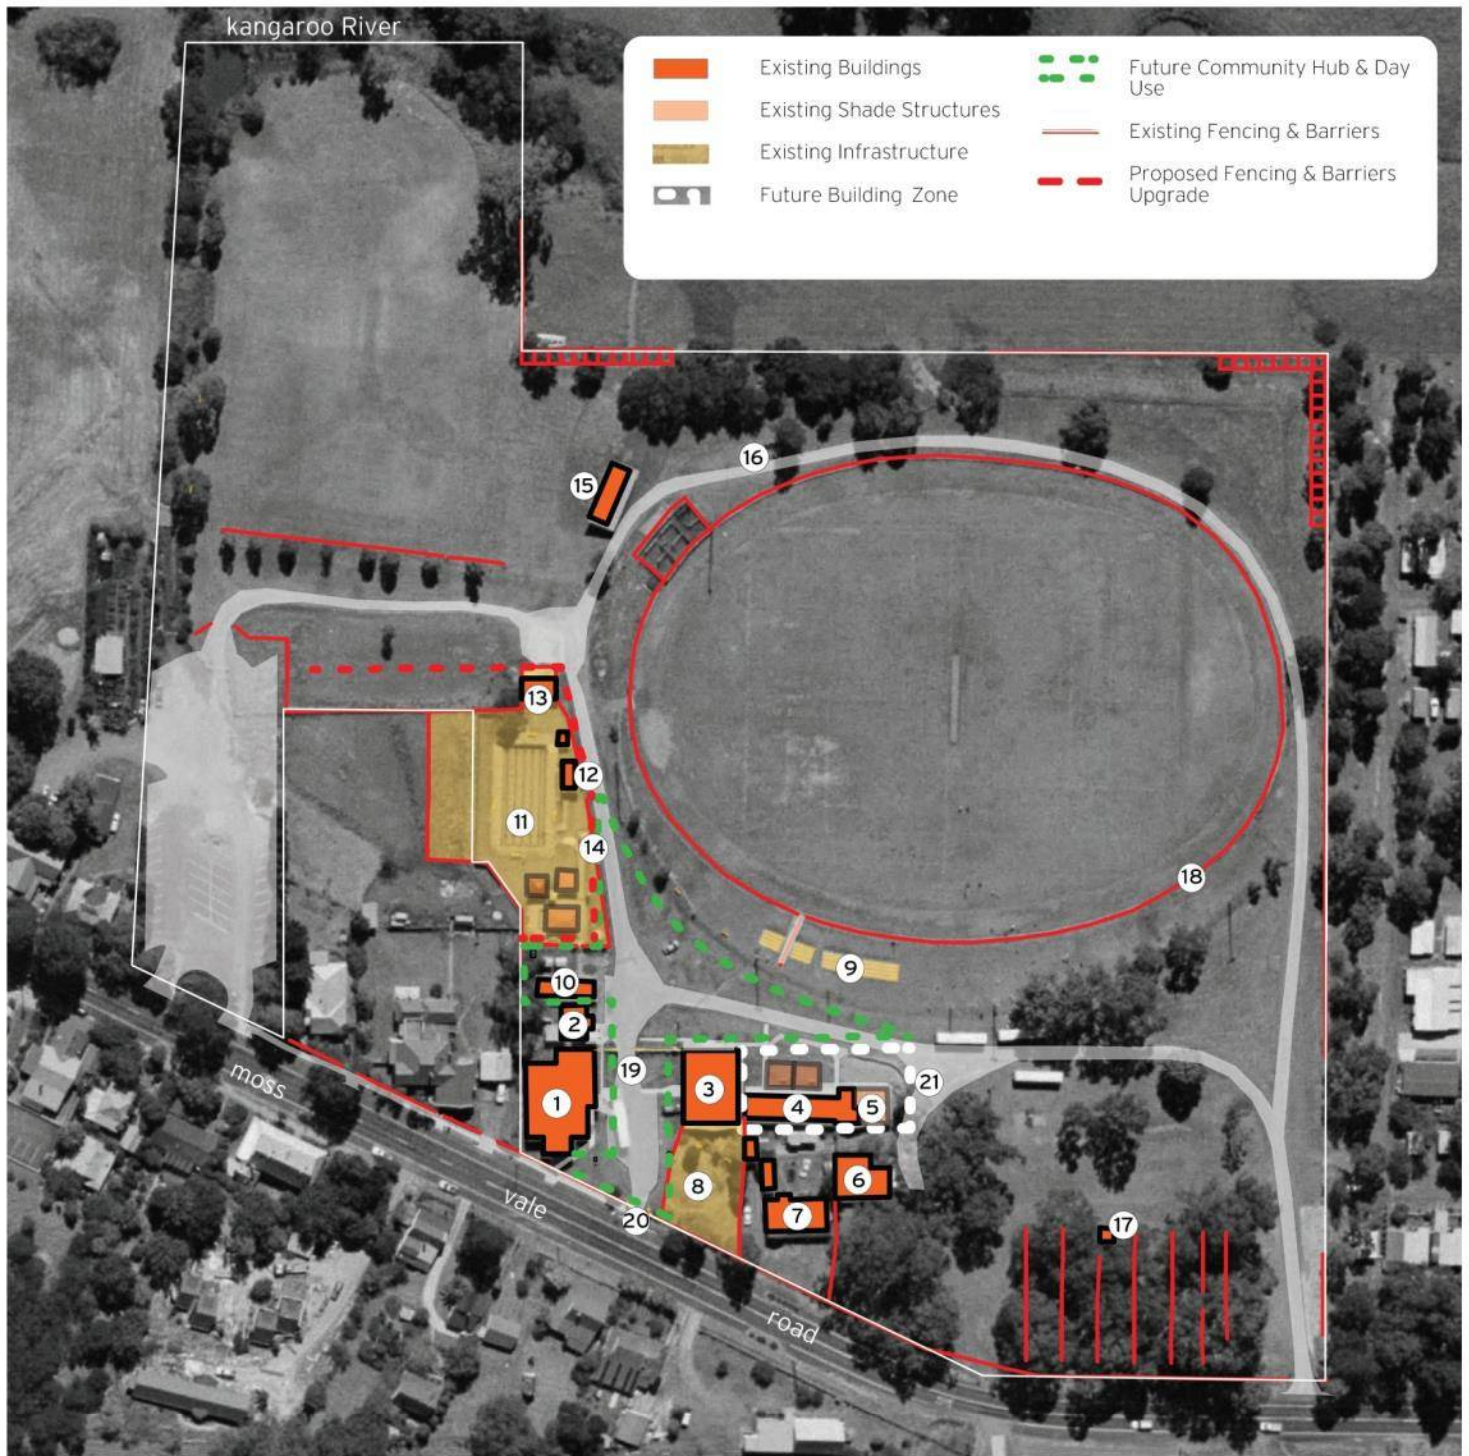 kangaroo River
Existing Buildings
Existing Shade Structures
Existing Infrastructure
Future Building Zone
Future Community Hub & Day
Use
Existing Fencing & Barriers
Proposed Fencing & Barriers
Upgrade
16
15
13
12
11
14
18
9
10
2
19
3
21
1
4
5
moss
6
8
vale
7
20
17
road